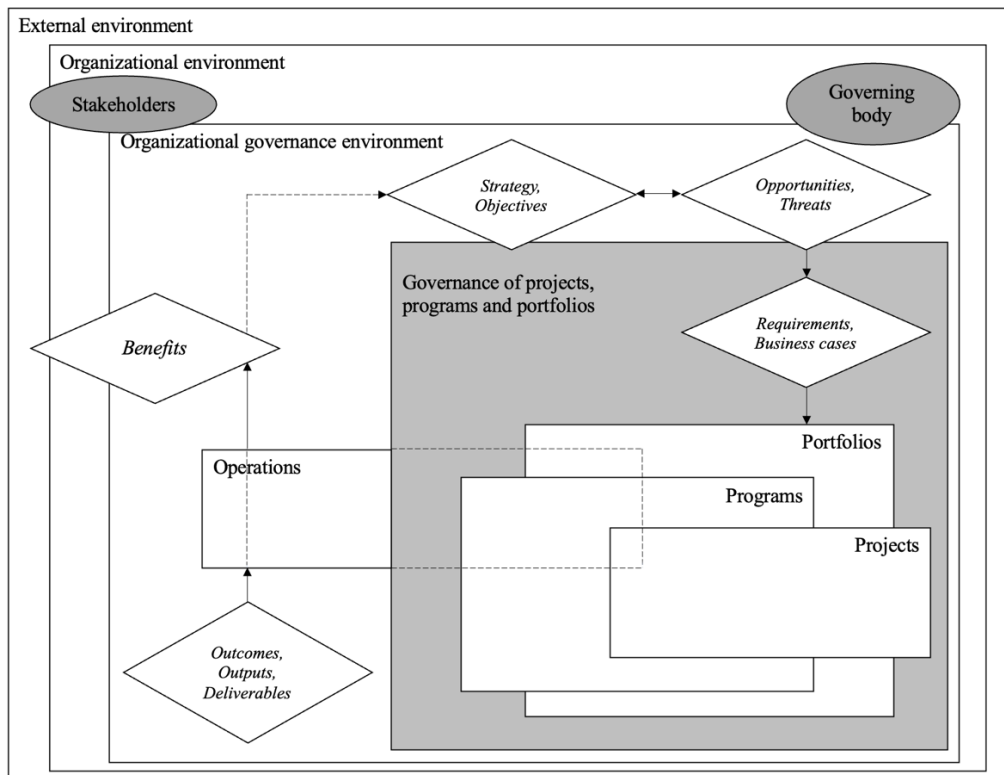 External environment
Organizational environment
Stakeholders
Governing
body
Organizational governance environment
Strategy,
Objectives
Opportunities,
Threats
Governance of projects,
programs and portfolios
Requirements,
Business cases
Benefits
Portfolios
Operations
Programs
Projects
Outcomes,
Outputs,
Deliverables